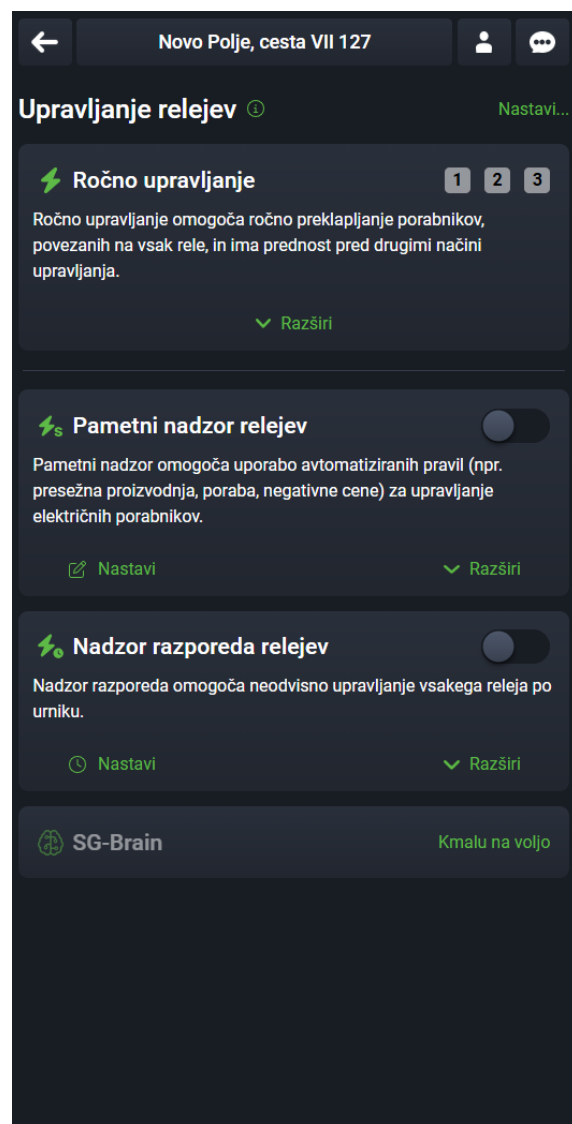 Novo Polje, cesta VII 127
Upravljanje relejev
Nastavi...
Ročno upravljanje
1 2 3
Ročno upravljanje omogoča ročno preklapljanje porabnikov,
povezanih na vsak rele, in ima prednost pred drugimi načini
upravljanja.
Razširi
Pametni nadzor relejev
Pametni nadzor omogoča uporabo avtomatiziranih pravil (npr.
presežna proizvodnja, poraba, negativne cene) za upravljanje
električnih porabnikov.
Nastavi
Razširi
Nadzor razporeda relejev
Nadzor razporeda omogoča neodvisno upravljanje vsakega releja po
urniku.
Nastavi
Razširi
SG-Brain
Kmalu na voljo